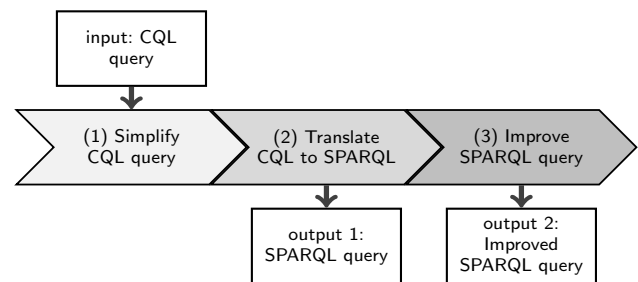 input: CQL
query
(1) Simplify
CQL query
(2) Translate
CQL to SPARQL
(3) Improve
SPARQL query
output 1:
SPARQL query
output 2:
Improved
SPARQL query